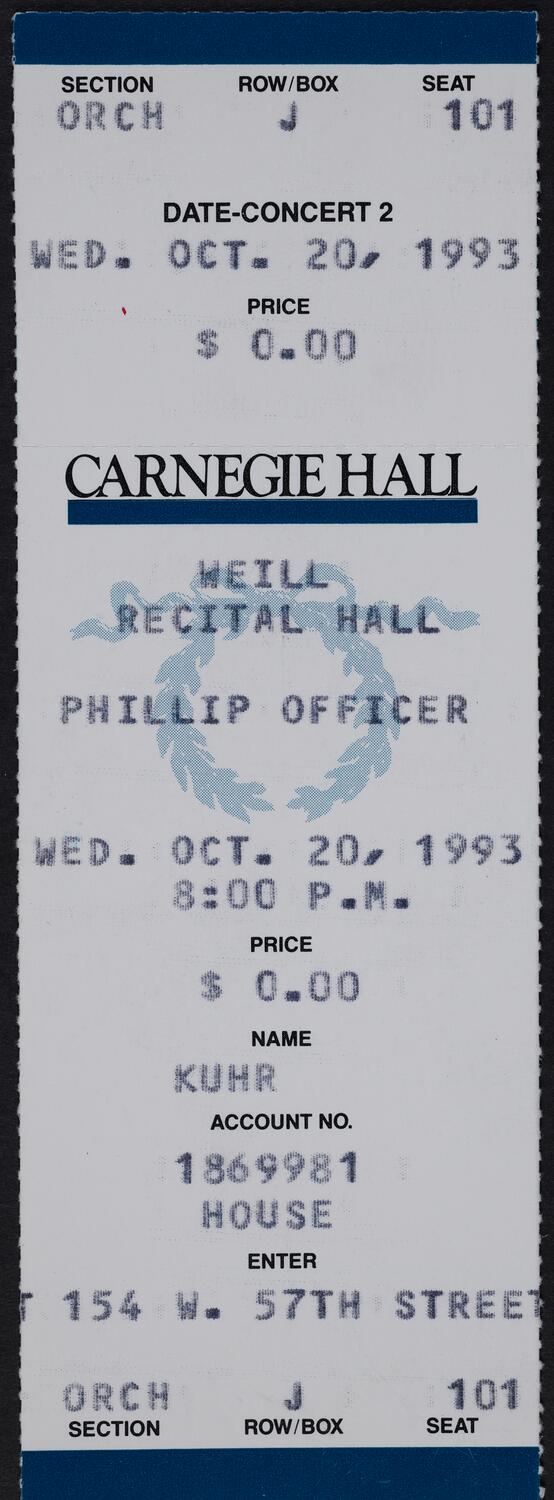 SECTION ROW/BOX SEAT
ORCH J 101
DATE-CONCERT 2
WED. OCT. 20, 1993
PRICE
$ 0.00
CARNEGIE HALL
WEILL
RECITAL HALL
PHILLIP OFFICER
WED. OCT. 20, 1993
8:00 P.M.
PRICE
$ 0.00
NAME
KUHR
ACCOUNT NO.
1869981
HOUSE
ENTER
T 154 W. 57TH STREET
ORCH J 101
SECTION ROW/BOX SEAT